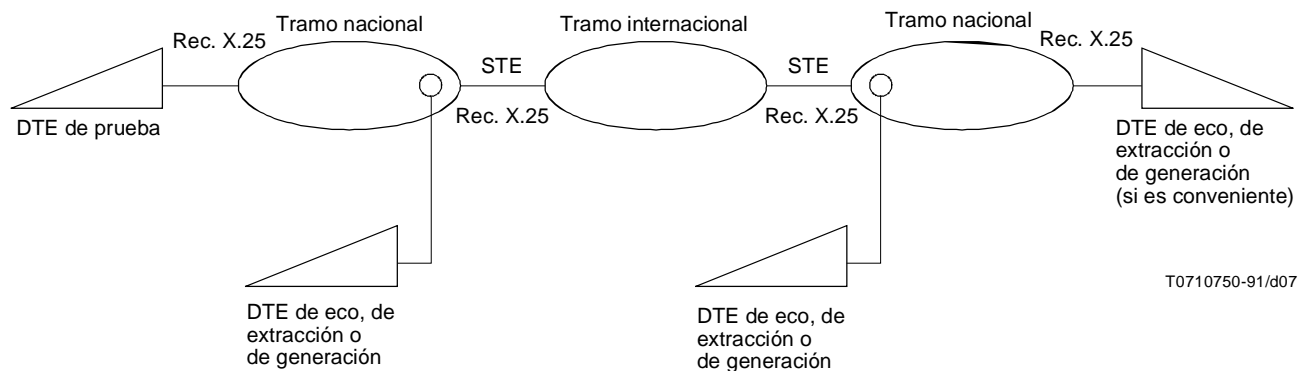 Tramo nacional
Tramo internacional
Tramo nacional
Rec. X.25
Rec. X.25
STE
STE
Rec. X.25
Rec. X.25
DTE de prueba
DTE de eco, de
extracción o
de generación
(si es conveniente)
T0710750-91/d07
DTE de eco, de
extracción o
de generación
DTE de eco, de
extracción o
de generación